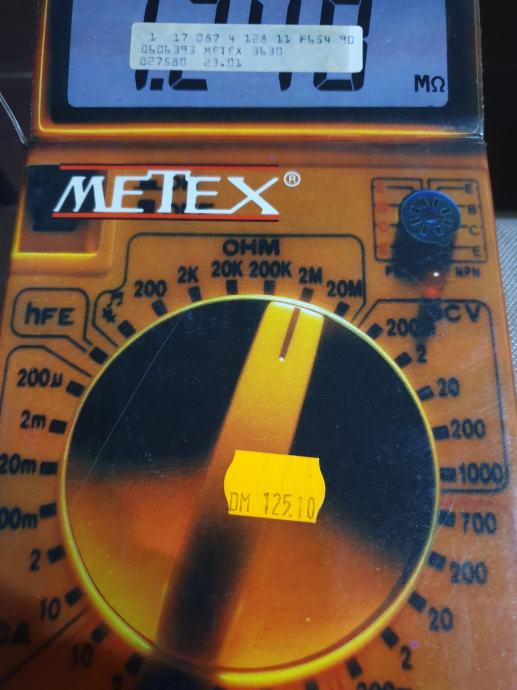 1 17 087 4 128 11 F654 90
0606393 METEX 3630
027580 23.01
MΩ
METEX®
E E
B B
C C
E E
NPN
OHM
200 2K 20K 200K 2M 20M
hFE
CV
200μ
2m
20m
2
10
10
2
20
200
1000
700
200
20
2
DM 125.10